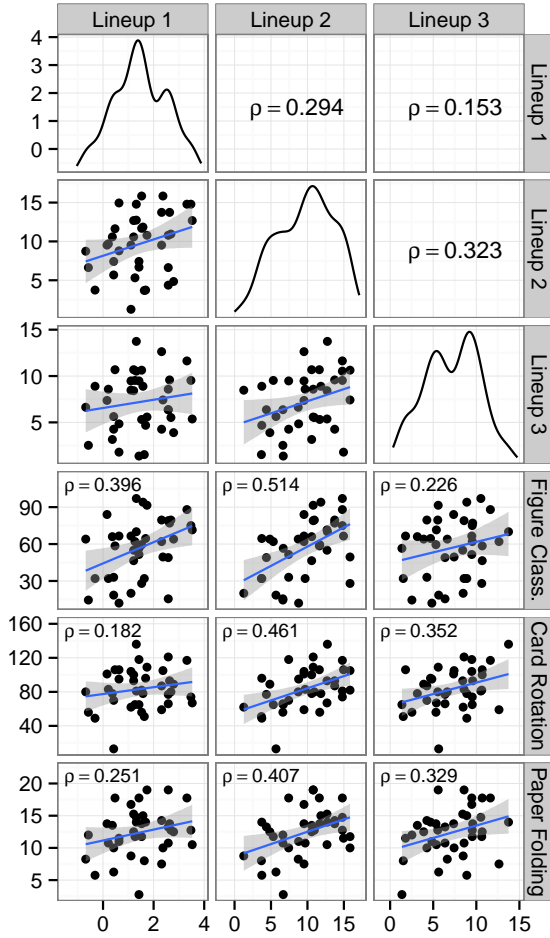 Lineup 1 Lineup 2 Lineup 3
4
3
2
1
0
ρ = 0.294
ρ = 0.153
Lineup 1
15
10
5
ρ = 0.323
Lineup 2
15
10
5
Lineup 3
90
60
30
ρ = 0.396
ρ = 0.514
ρ = 0.226
Figure Class.
160
120
80
40
ρ = 0.182
ρ = 0.461
ρ = 0.352
Card Rotation
20
15
10
5
ρ = 0.251
ρ = 0.407
ρ = 0.329
Paper Folding
0 2 4 0 5 10 15 0 5 10 15